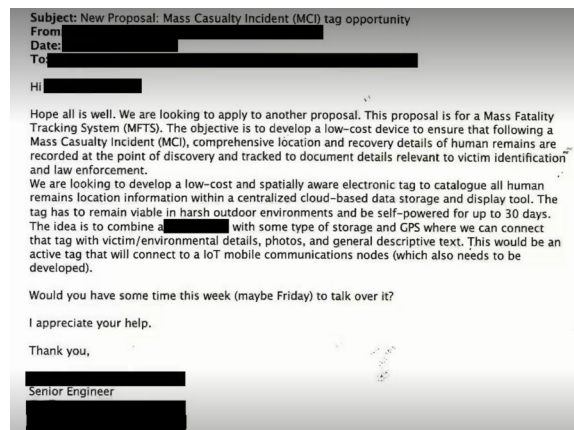 Subject: New Proposal: Mass Casualty Incident (MCI) tag opportunity
From
Date:
To
Hi
Hope all is well. We are looking to apply to another proposal. This proposal is for a Mass Fatality
Tracking System (MFTS). The objective is to develop a low-cost device to ensure that following a
Mass Casualty Incident (MCI), comprehensive location and recovery details of human remains are
recorded at the point of discovery and tracked to document details relevant to victim identification
and law enforcement.
We are looking to develop a low-cost and spatially aware electronic tag to catalogue all human
remains location information within a centralized cloud-based data storage and display tool. The
tag has to remain viable in harsh outdoor environments and be self-powered for up to 30 days.
The idea is to combine a with some type of storage and GPS where we can connect
that tag with victim/environmental details, photos, and general descriptive text. This would be an
active tag that will connect to a IoT mobile communications nodes (which also needs to be
developed).
Would you have some time this week (maybe Friday) to talk over it?
I appreciate your help.
Thank you,
Senior Engineer